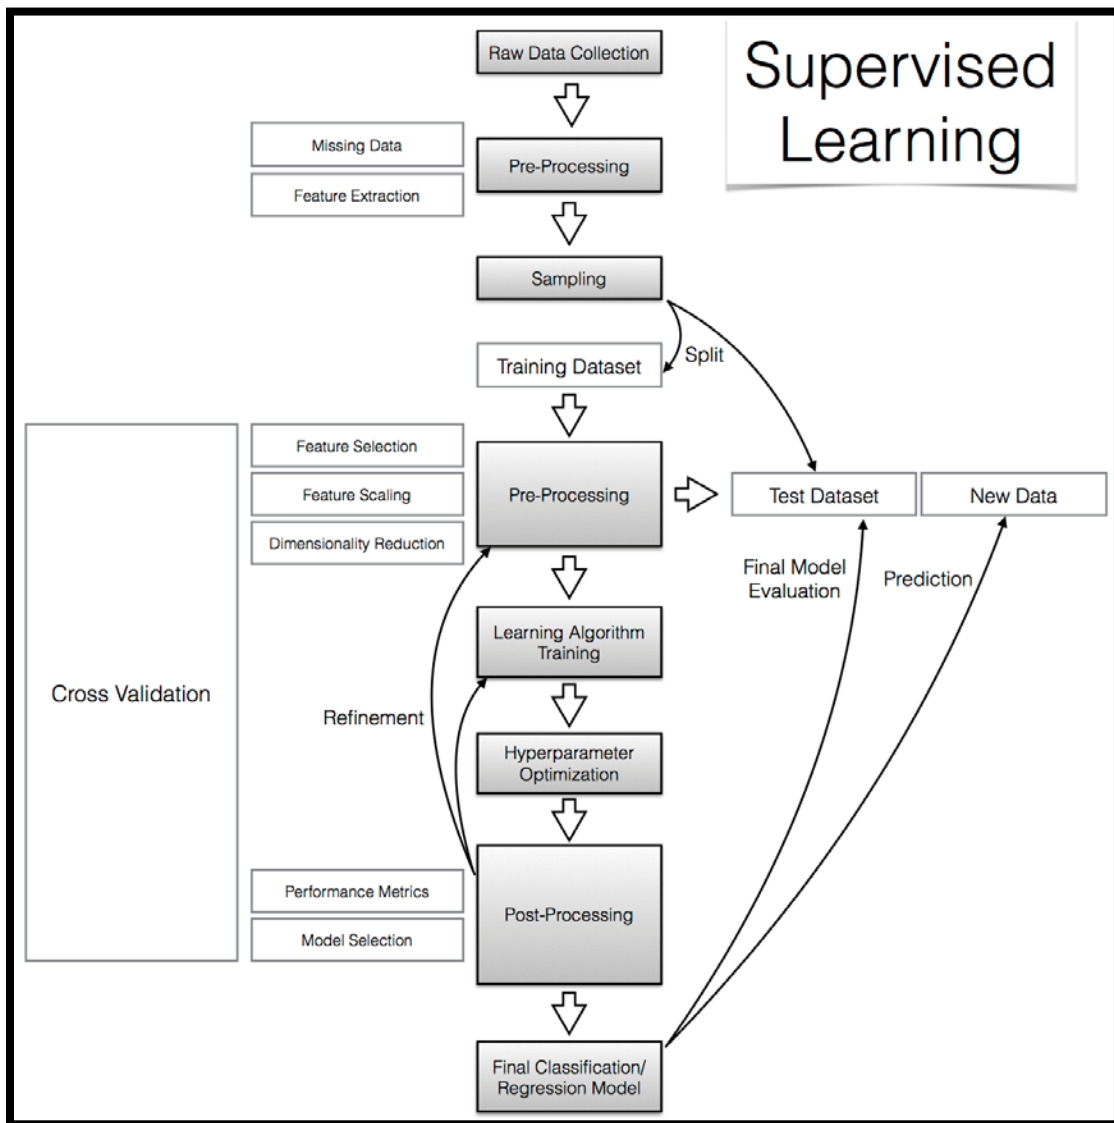 Raw Data Collection
Supervised
Learning
Missing Data
Pre-Processing
Feature Extraction
Sampling
Split
Training Dataset
Feature Selection
Feature Scaling
Pre-Processing
Dimensionality Reduction
Test Dataset
New Data
Final Model
Evaluation
Prediction
Learning Algorithm
Training
Cross Validation
Refinement
Hyperparameter
Optimization
Performance Metrics
Post-Processing
Model Selection
Final Classification/
Regression Model